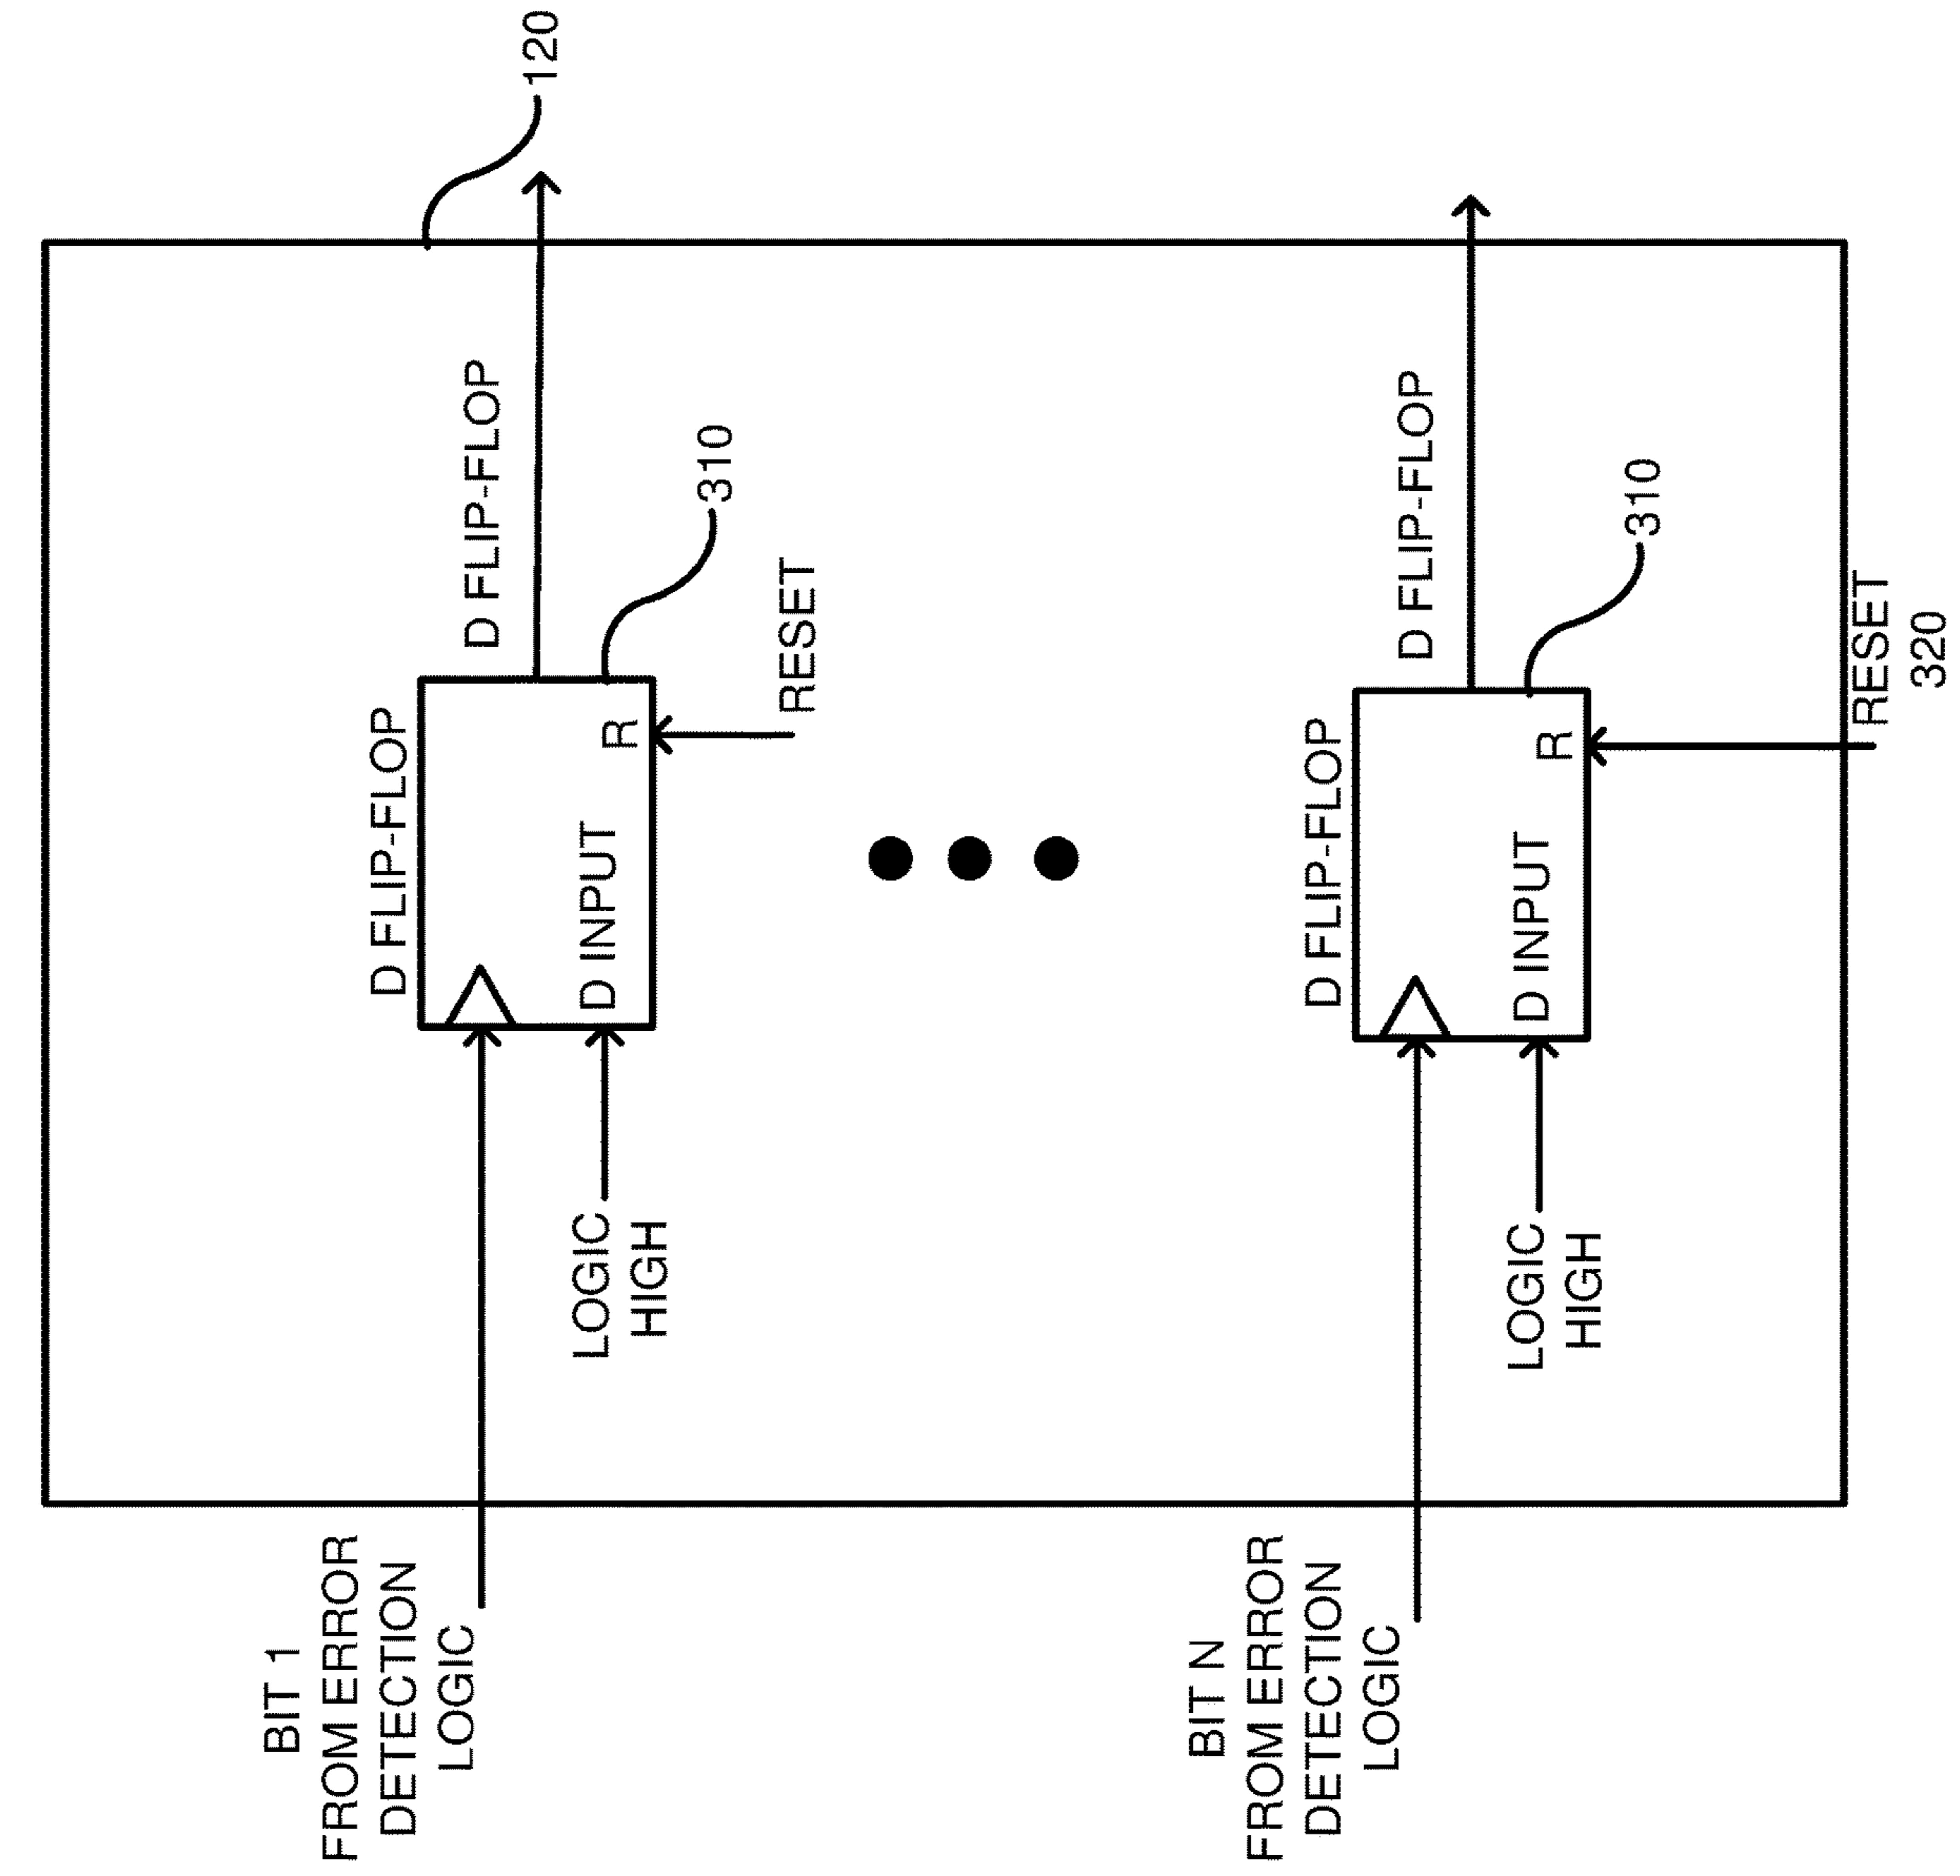 120
BIT 1
FROM ERROR
DETECTION
LOGIC
D FLIP-FLOP
D FLIP-FLOP
D INPUT
R
310
LOGIC
HIGH
RESET
BIT N
FROM ERROR
DETECTION
LOGIC
D FLIP-FLOP
D FLIP-FLOP
D INPUT
R
310
LOGIC
HIGH
RESET
320